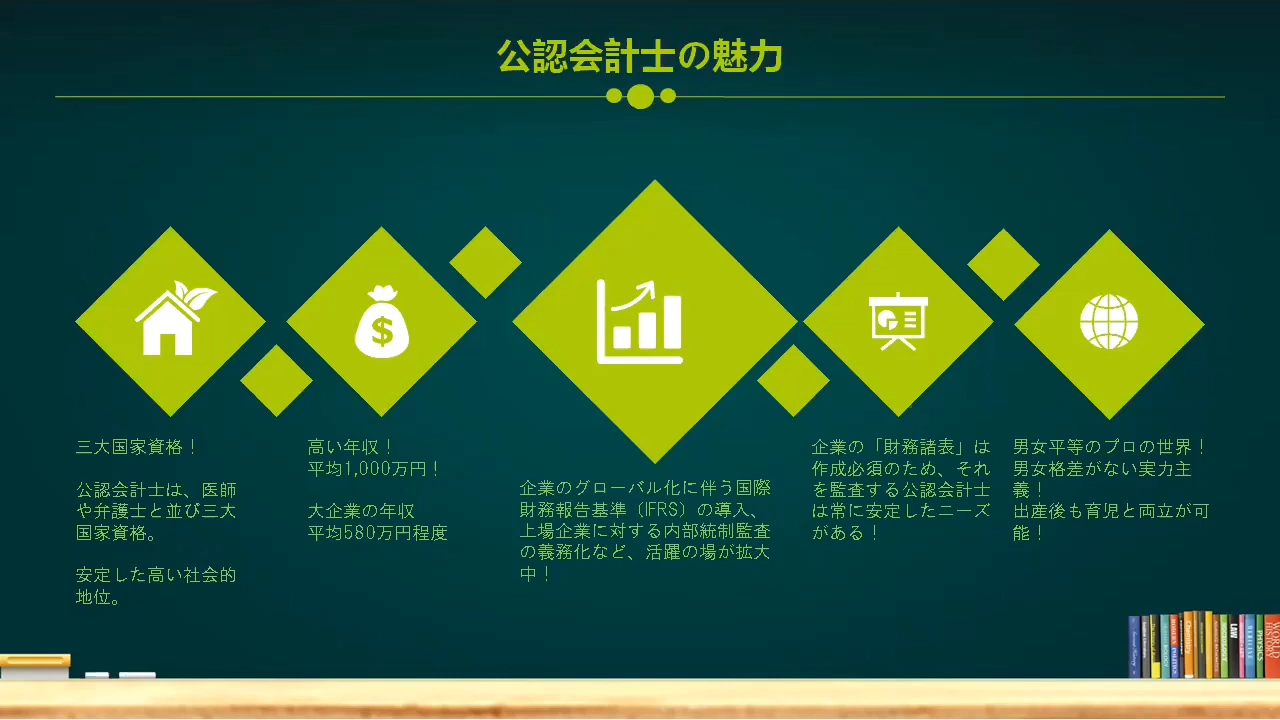 公認会計士の魅力
三大国家資格！
公認会計士は、医師
や弁護士と並び三大
国家資格。
安定した高い社会的
地位。
高い年収！
平均1,000万円！
大企業の年収
平均580万円程度
企業のグローバル化に伴う国際
財務報告基準（IFRS）の導入、
上場企業に対する内部統制監査
の義務化など、活躍の場が拡大
中！
企業の「財務諸表」は
作成必須のため、それ
を監査する公認会計士
は常に安定したニーズ
がある！
男女平等のプロの世界！
男女格差がない実力主
義！
出産後も育児と両立が可
能！
Chemistry
SOCIOLOGY
LAW
PHYSICS
WORLD HISTORY